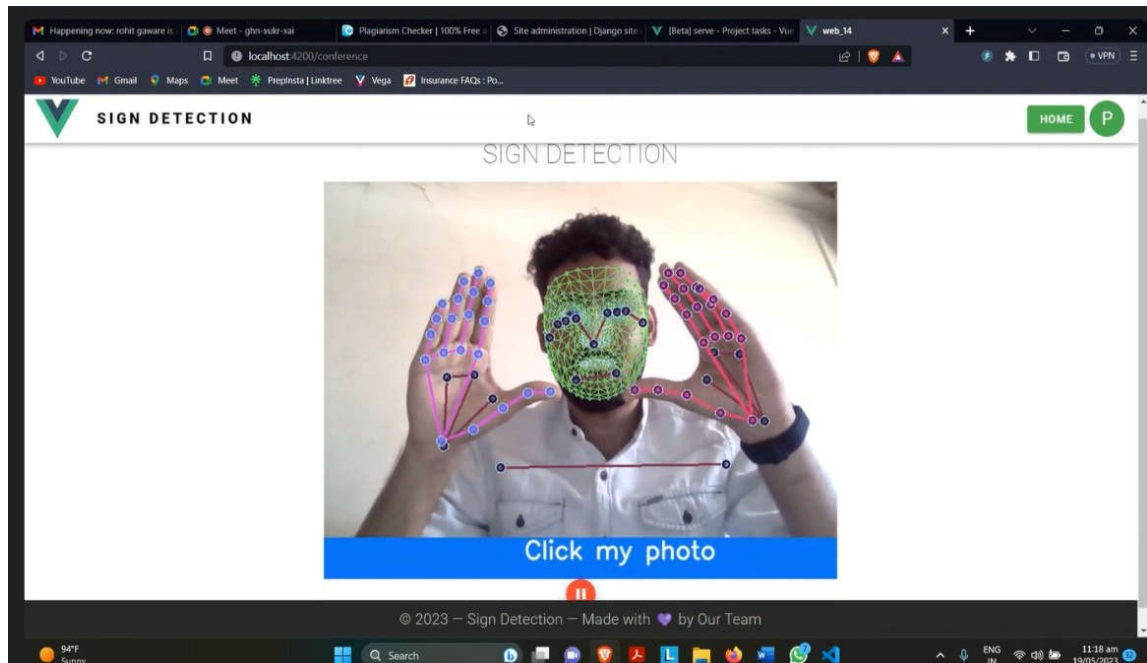 Happening now: rohit gaware is
Meet - ghn-xukr-xai
Plagiarism Checker | 100% Free
Site administration | Django site
[Beta] serve - Project tasks - Vue
web_14
localhost:4200/conference
VPN
YouTube
Gmail
Maps
Meet
PrepInsta | Linktree
Vega
Insurance FAQs : Po...
SIGN DETECTION
HOME
P
SIGN DETECTION
Click my photo
© 2023 — Sign Detection — Made with 💜 by Our Team
94°F
Sunny
Search
ENG
IN
11:18 am
19/05/2023